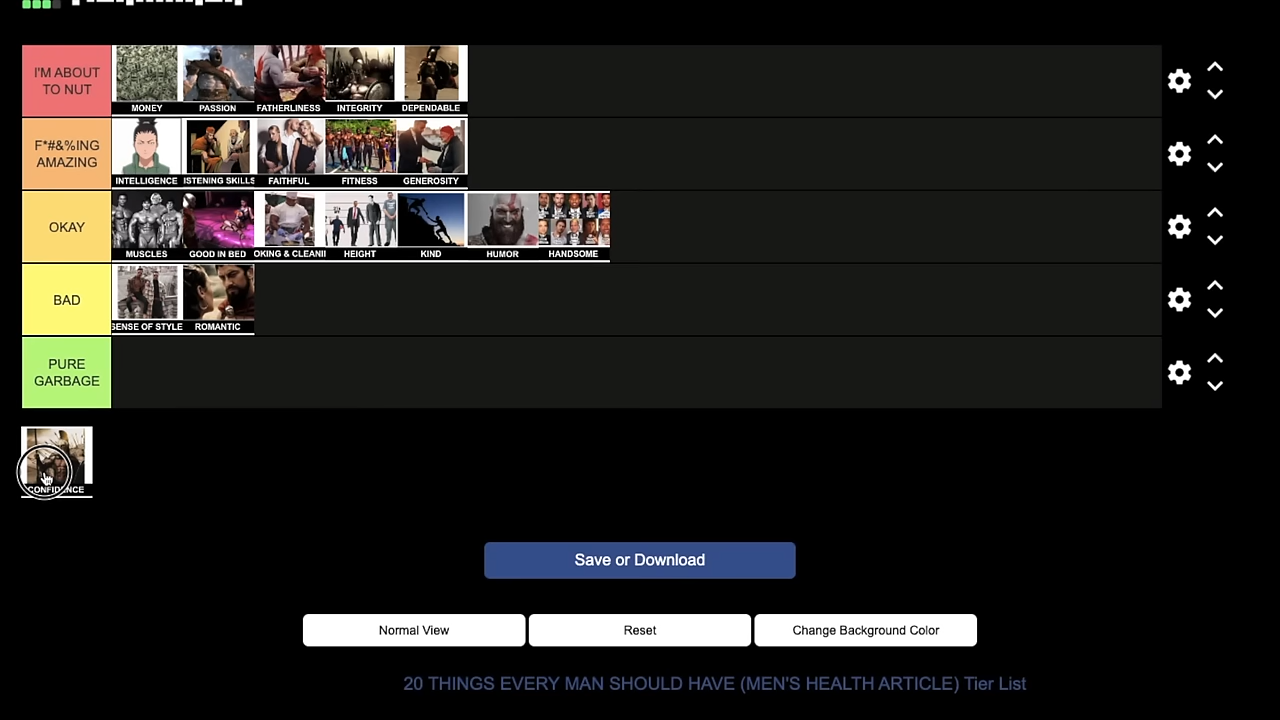 I'M ABOUT
TO NUT
MONEY
PASSION
FATHERLINESS
INTEGRITY
DEPENDABLE
F*#&%ING
AMAZING
INTELLIGENCE
ISTENING SKILLS
FAITHFUL
FITNESS
GENEROSITY
OKAY
MUSCLES
GOOD IN BED
OKING & CLEANI
HEIGHT
KIND
HUMOR
HANDSOME
BAD
SENSE OF STYLE
ROMANTIC
PURE
GARBAGE
CONFIDENCE
Save or Download
Normal View
Reset
Change Background Color
20 THINGS EVERY MAN SHOULD HAVE (MEN'S HEALTH ARTICLE) Tier List